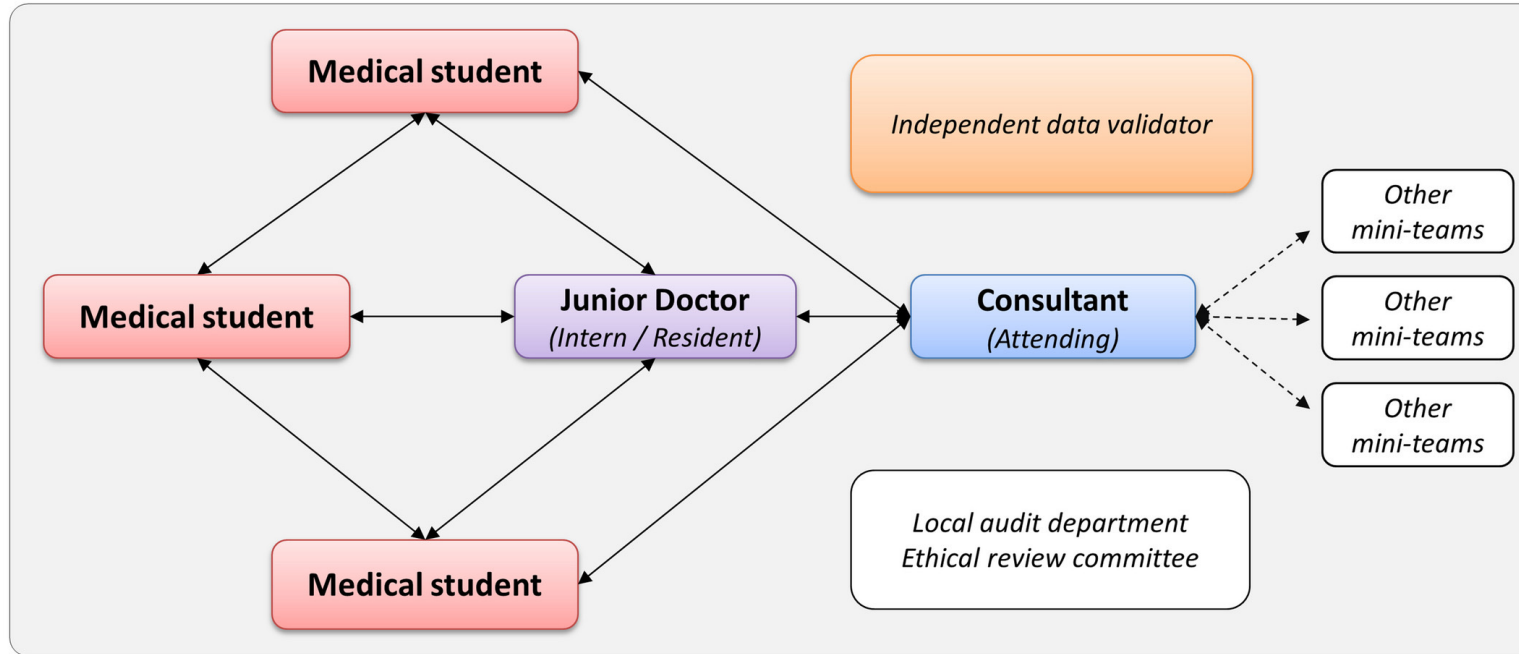 Medical student
Independent data validator
Other
mini-teams
Medical student
Junior Doctor
(Intern / Resident)
Consultant
(Attending)
Other
mini-teams
Other
mini-teams
Local audit department
Ethical review committee
Medical student